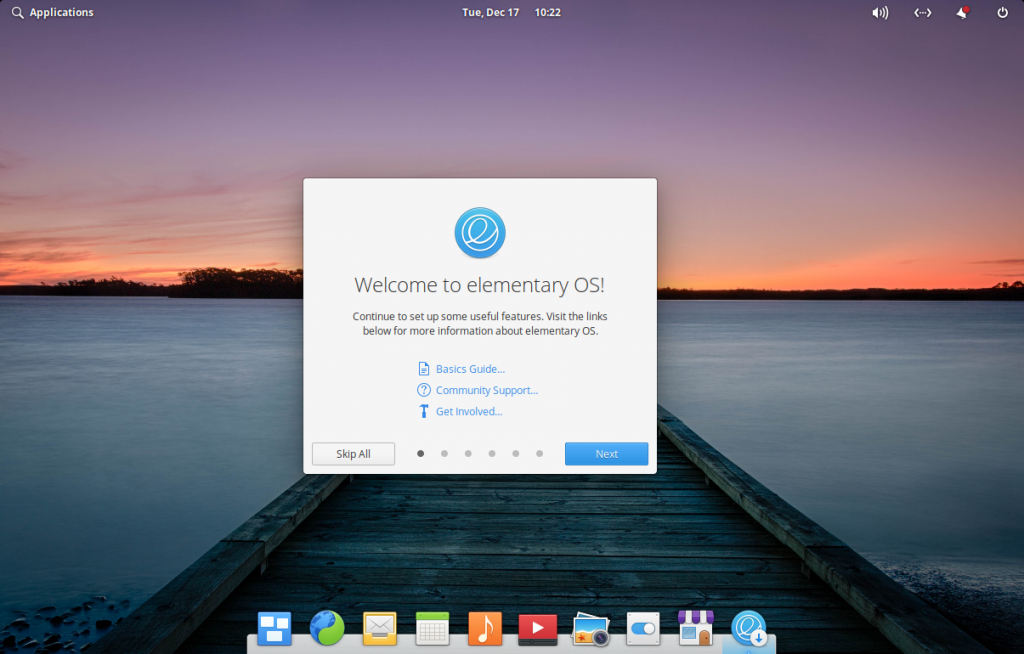 Applications
Tue, Dec 17 10:22
Welcome to elementary OS!
Continue to set up some useful features. Visit the links
below for more information about elementary OS.
Basics Guide...
Community Support...
Get Involved...
Skip All
Next